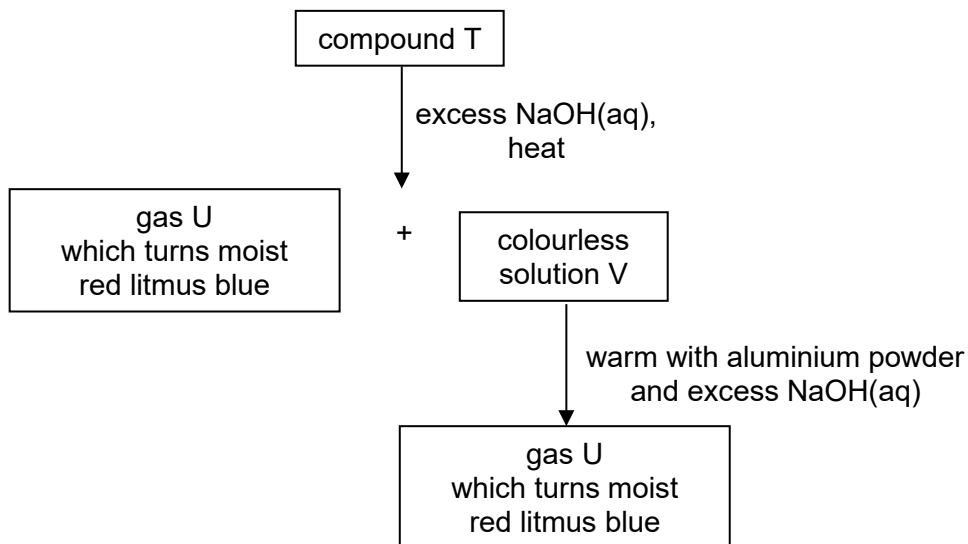 compound T
excess NaOH(aq),
heat
gas U
which turns moist
red litmus blue
+
colourless
solution V
warm with aluminium powder
and excess NaOH(aq)
gas U
which turns moist
red litmus blue